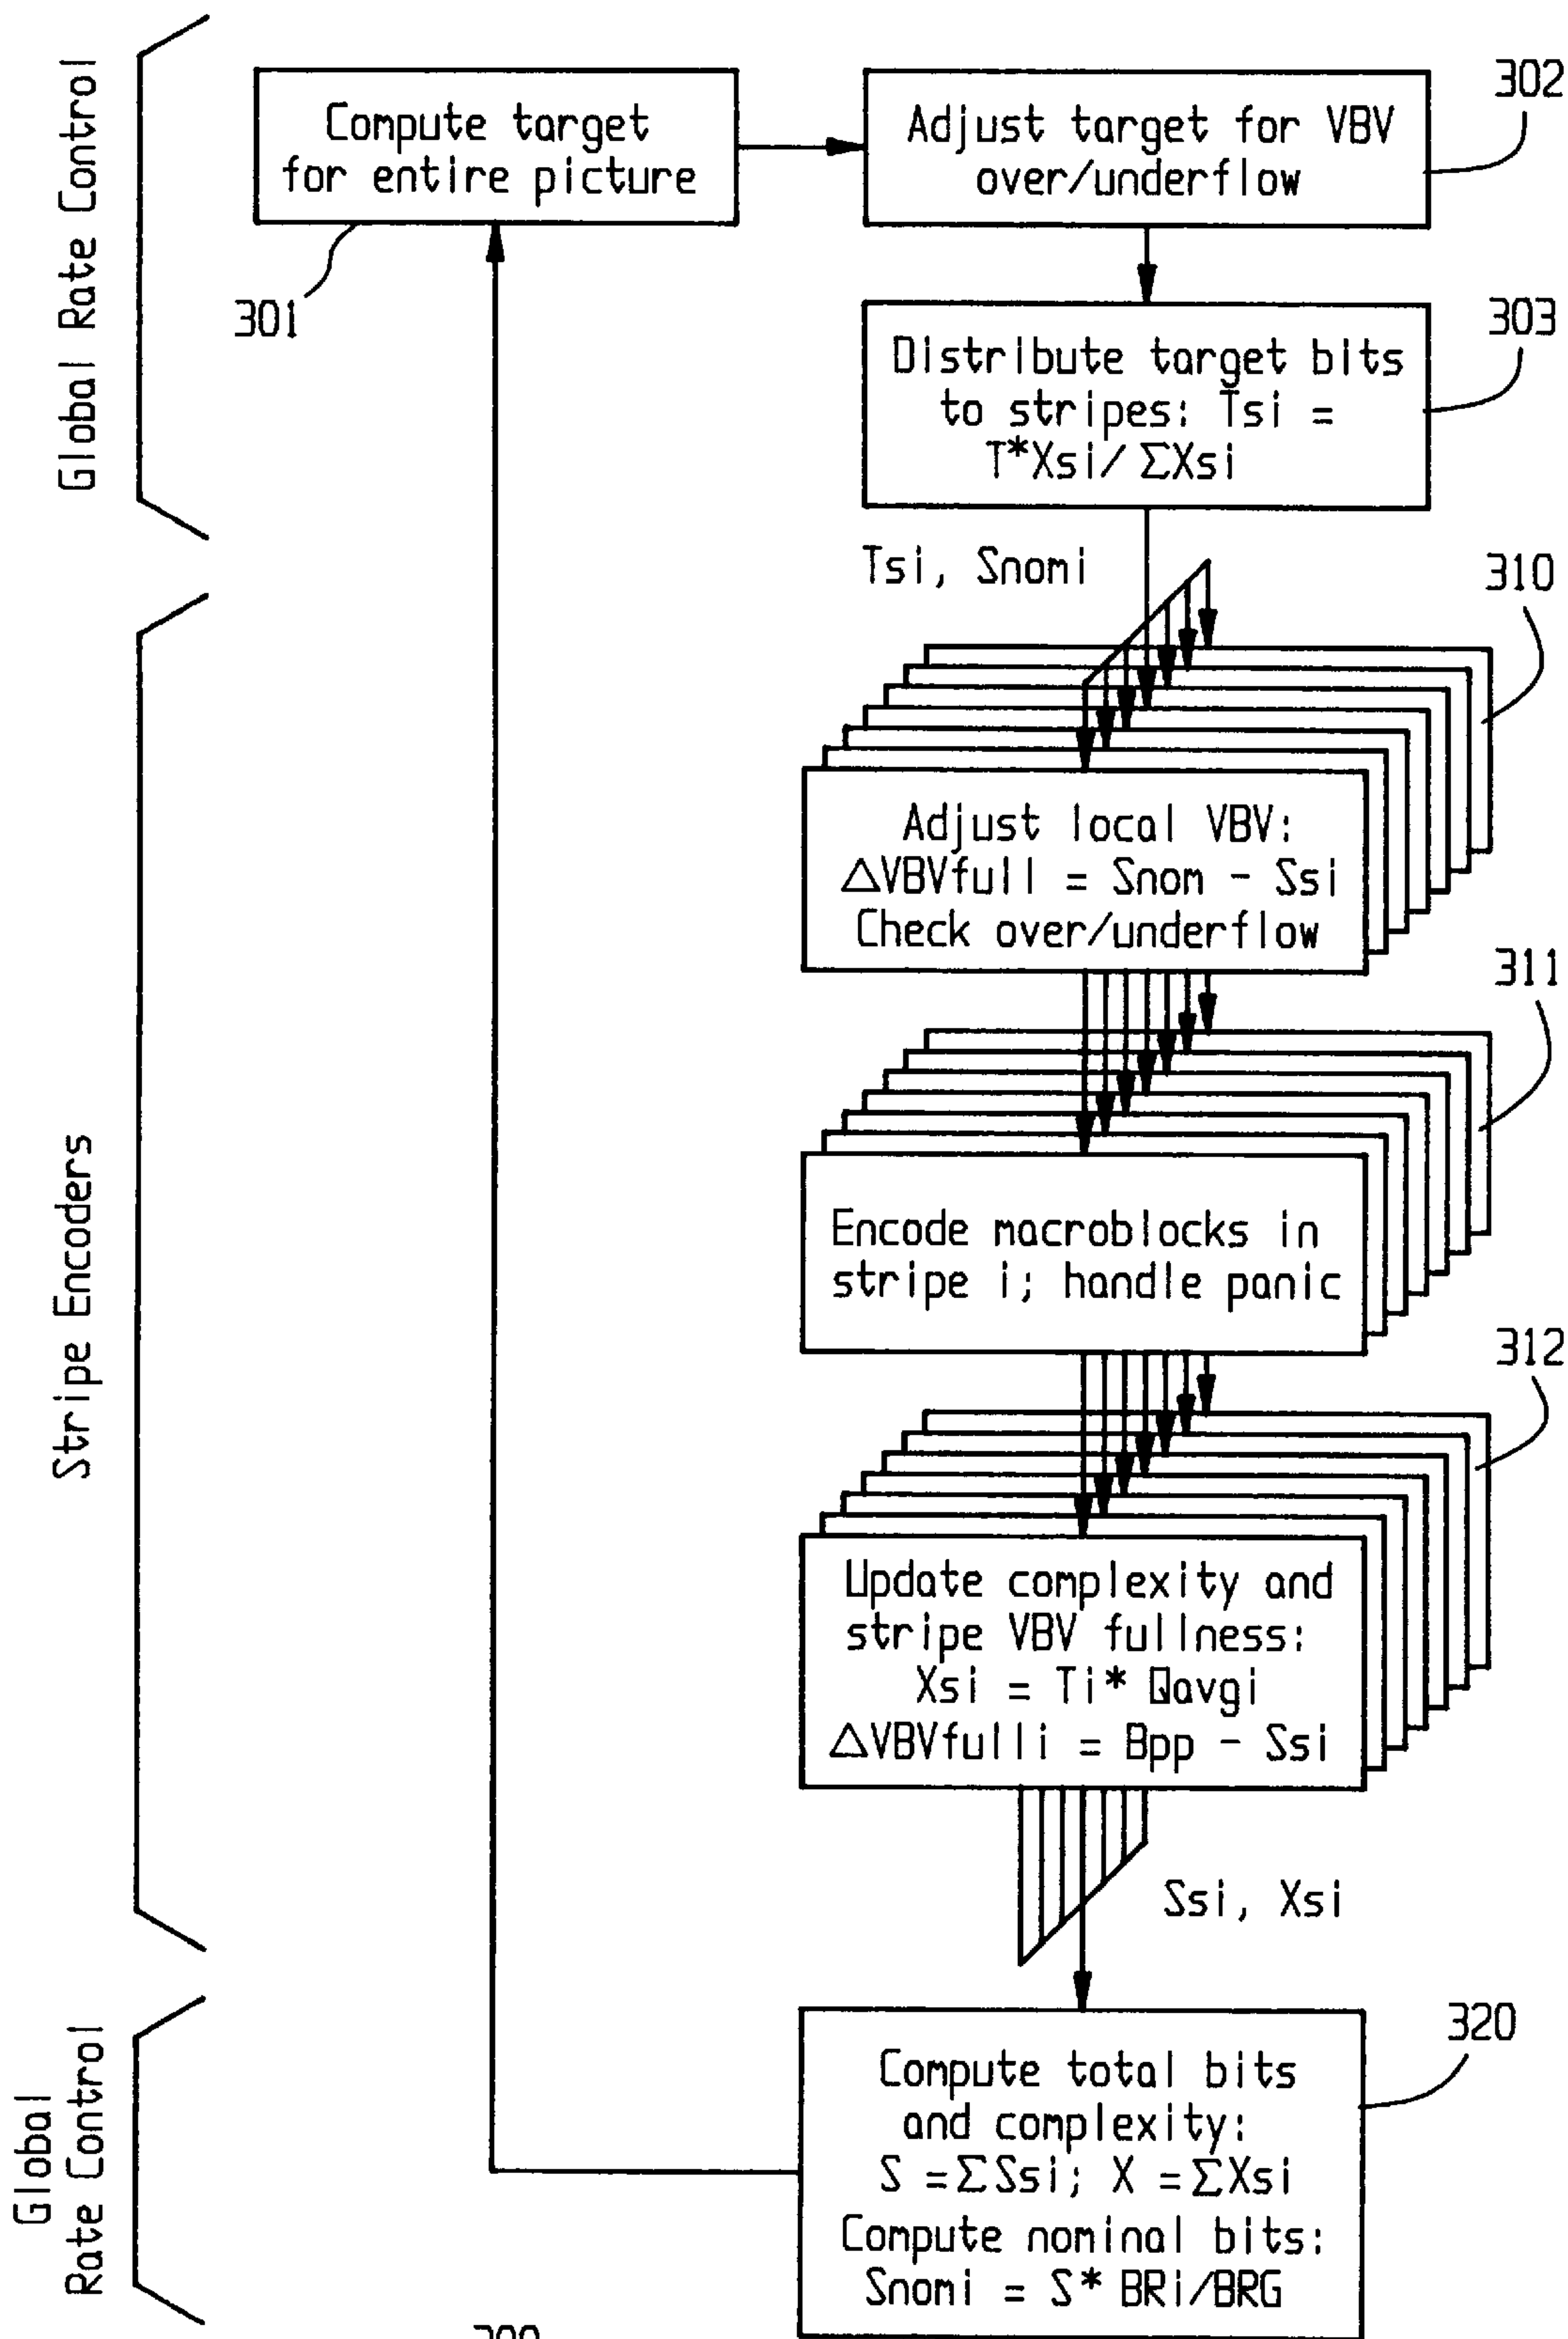 Global Rate Control
Compute target
for entire picture
301
Adjust target for VBV
over/underflow
302
Distribute target bits
to stripes: Tsi =
T*Xsi/ ΣXsi
303
Tsi, Snomi
Stripe Encoders
310
Adjust local VBV:
△VBVfull = Snom - Ssi
Check over/underflow
311
Encode macroblocks in
stripe i; handle panic
312
Update complexity and
stripe VBV fullness:
Xsi = Ti* Qavgi
△VBVfulli = Bpp - Ssi
Ssi, Xsi
Global
Rate Control
320
Compute total bits
and complexity:
S =ΣSsi; X =ΣXsi
Compute nominal bits:
Snomi = S* BRi/BRG